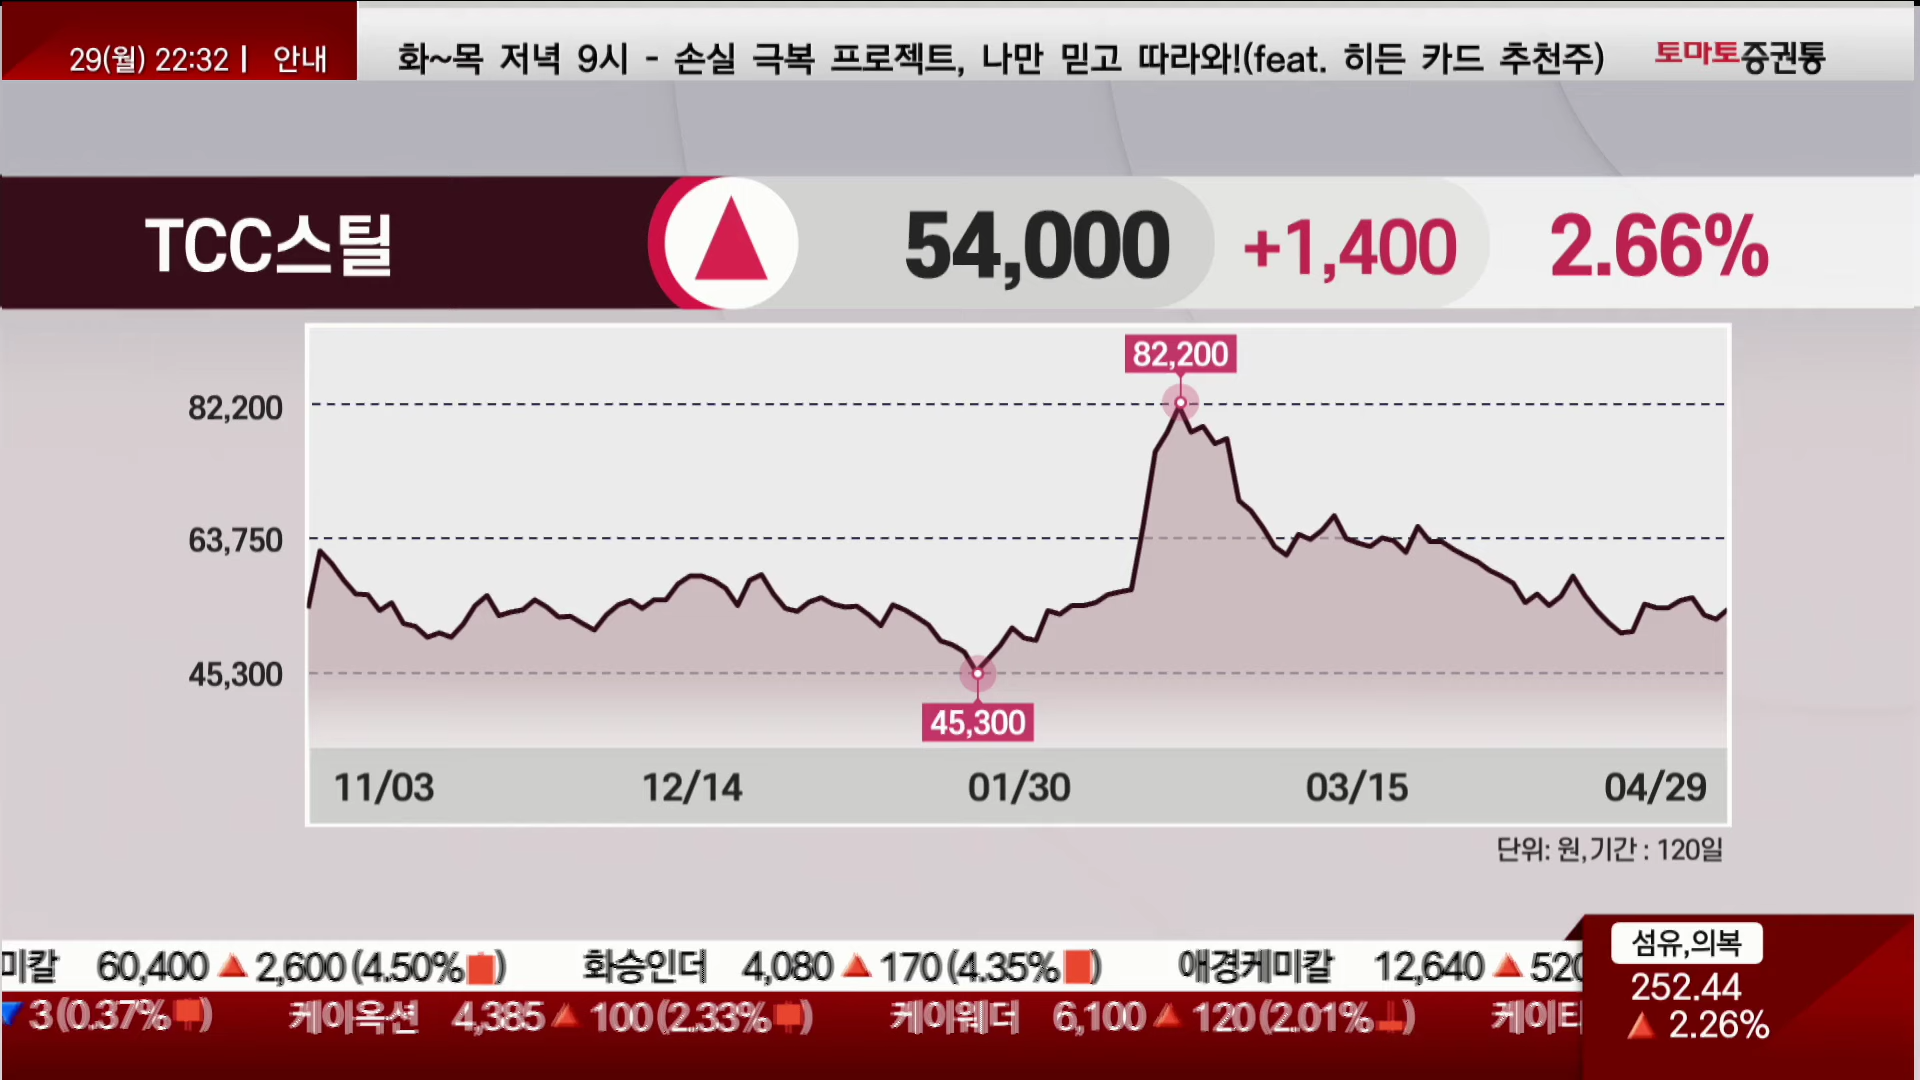 29(월) 22:32 | 안내
화~목 저녁 9시 - 손실 극복 프로젝트, 나만 믿고 따라와!(feat. 히든 카드 추천주)
토마토증권통
TCC스틸 ▲ 54,000 +1,400 2.66%
82,200
82,200
63,750
45,300
45,300
11/03 12/14 01/30 03/15 04/29
단위: 원, 기간 : 120일
미칼 60,400 ▲ 2,600 (4.50% ) 화승인더 4,080 ▲ 170 (4.35% ) 애경케미칼 12,640 ▲ 520
▼ 3 (0.37% ) 케이옥션 4,385 ▲ 100 (2.33% ) 케이웨더 6,100 ▲ 120 (2.01% ) 케이티
섬유,의복
252.44
▲ 2.26%